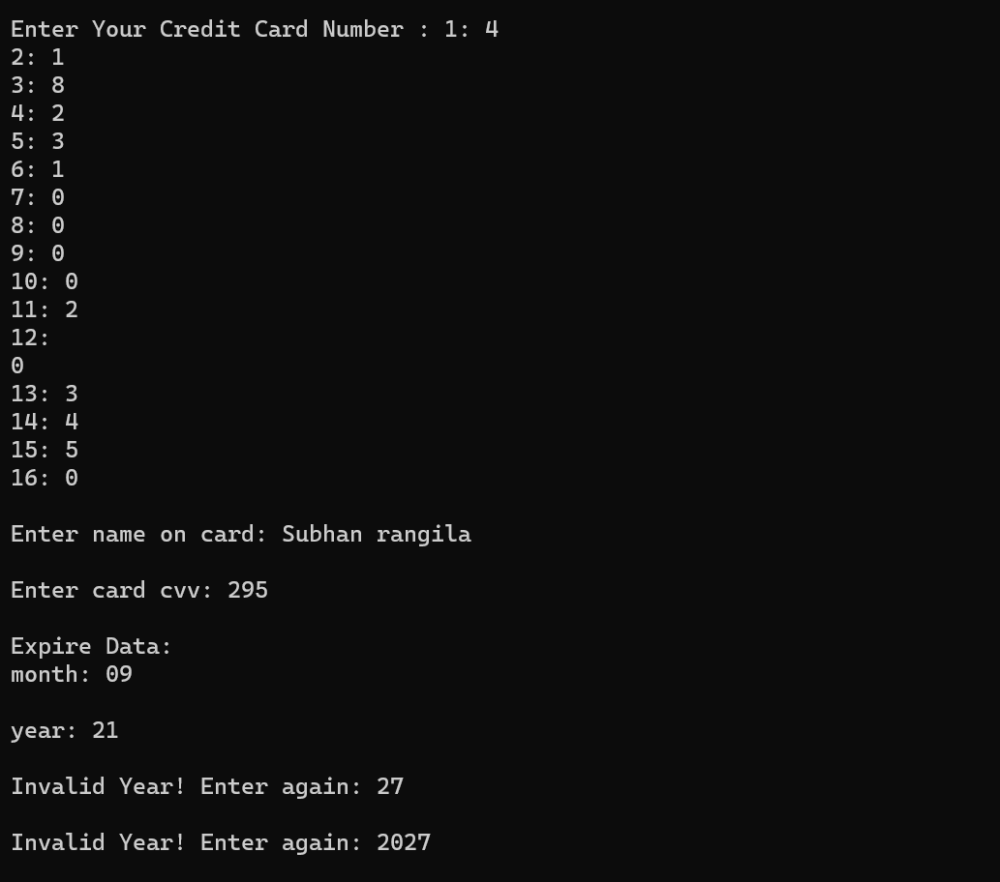 Enter Your Credit Card Number : 1: 4
2: 1
3: 8
4: 2
5: 3
6: 1
7: 0
8: 0
9: 0
10: 0
11: 2
12:
0
13: 3
14: 4
15: 5
16: 0
Enter name on card: Subhan rangila
Enter card cvv: 295
Expire Data:
month: 09
year: 21
Invalid Year! Enter again: 27
Invalid Year! Enter again: 2027